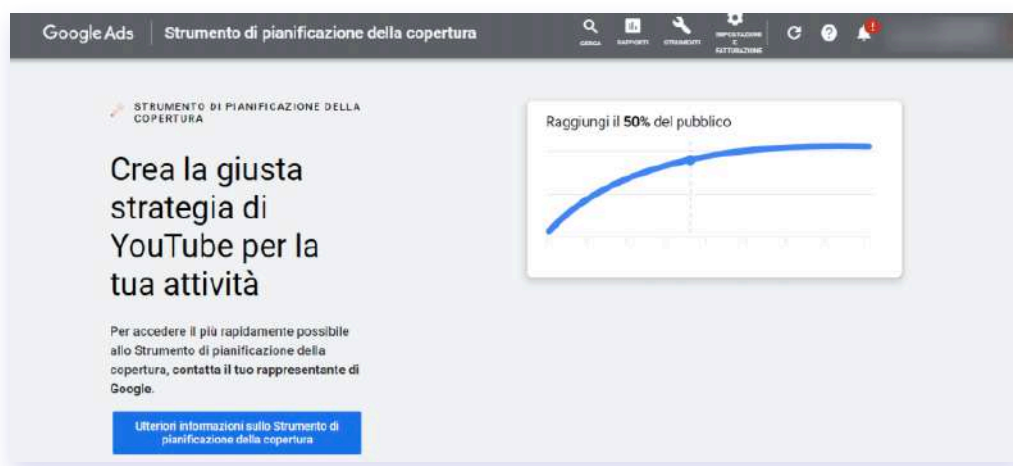 Google Ads
Strumento di pianificazione della copertura
CERCA
RAPPORTI
STRUMENTI
IMPOSTAZIONI
E
FATTURAZIONE
STRUMENTO DI PIANIFICAZIONE DELLA
COPERTURA
Crea la giusta
strategia di
YouTube per la
tua attività
Per accedere il più rapidamente possibile
allo Strumento di pianificazione della
copertura, contatta il tuo rappresentante di
Google.
Ulteriori informazioni sullo Strumento di
pianificazione della copertura
Raggiungi il 50% del pubblico